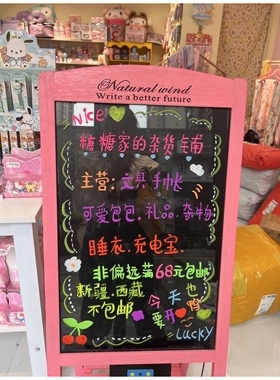 Natural wind
Write a better future
Nice
糖糖家的杂货铺
主营:文具手帐
可爱包包.礼品.杂物
睡衣.充电宝
非偏远满68元包邮
新疆.西藏
不包邮
今天也
要开鸭
Lucky